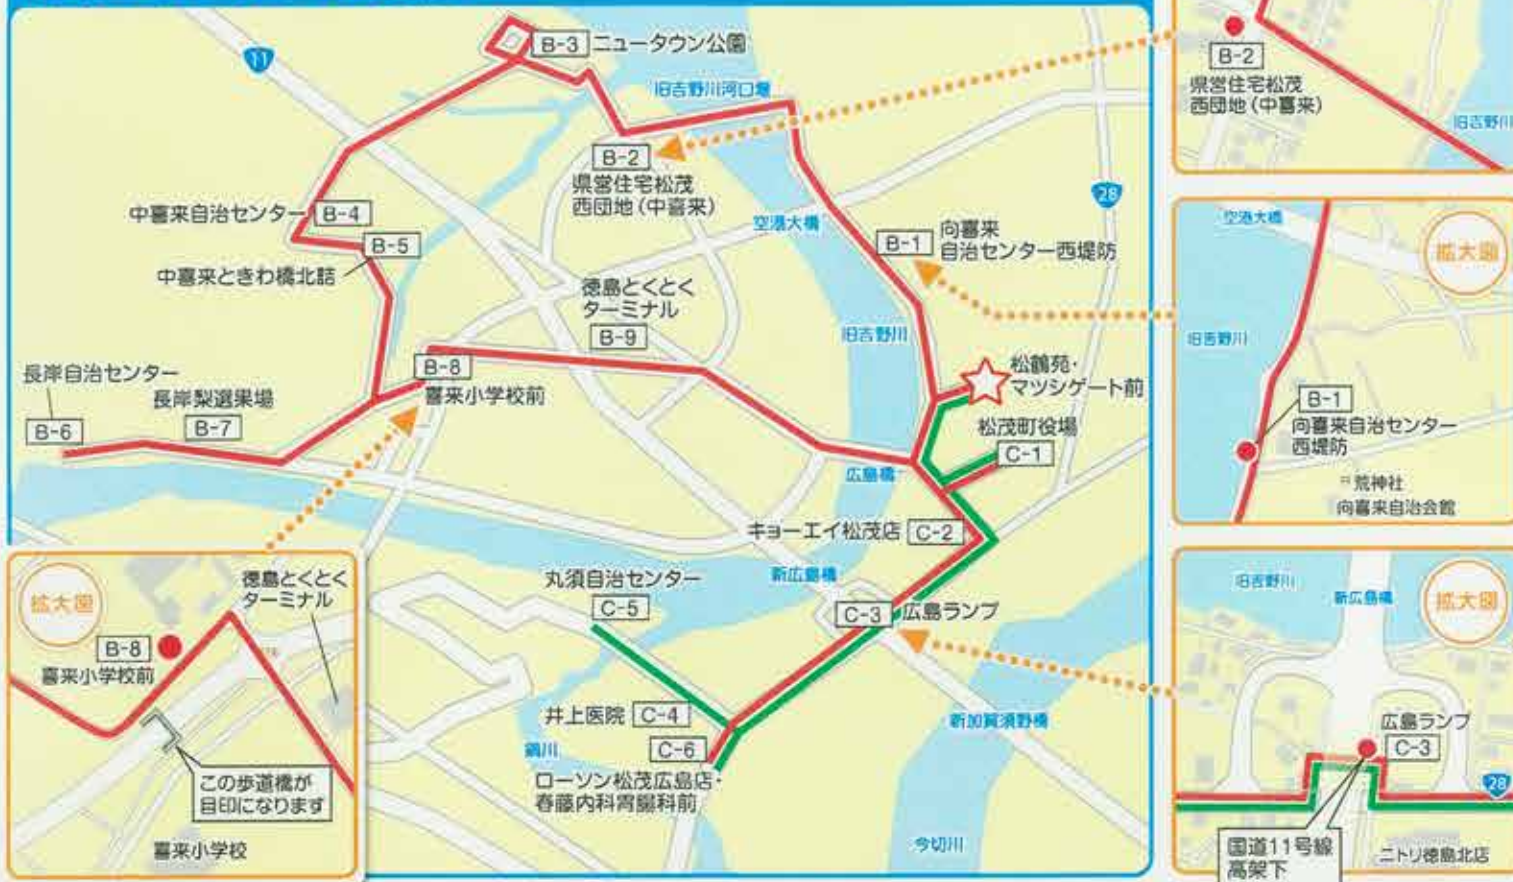 11
B-3 ニュータウン公園
旧吉野川河口堰
B-2
県営住宅松茂
西団地(中喜来)
28
空港大橋
中喜来自治センター B-4
B-5
中喜来ときわ橋北詰
B-1 向喜来
自治センター西堤防
徳島とくとく
ターミナル
B-9
旧吉野川
長岸自治センター
B-6
長岸梨選果場
B-7
B-8
喜来小学校前
松鶴苑・
マツシゲート前
松茂町役場
C-1
広島橋
キョーエイ松茂店 C-2
新広島橋
丸須自治センター
C-5
C-3 広島ランプ
井上医院 C-4
C-6
ローソン松茂広島店・
春藤内科胃腸科前
鍋川
新加賀須野橋
今切川
拡大図
徳島とくとく
ターミナル
B-8
喜来小学校前
この歩道橋が
目印になります
喜来小学校
B-2
県営住宅松茂
西団地(中喜来)
旧吉野川
空港大橋
拡大図
旧吉野川
B-1
向喜来自治センター
西堤防
荒神社
向喜来自治会館
旧吉野川
新広島橋
拡大図
広島ランプ
C-3
28
国道11号線
高架下
ニトリ徳島北店